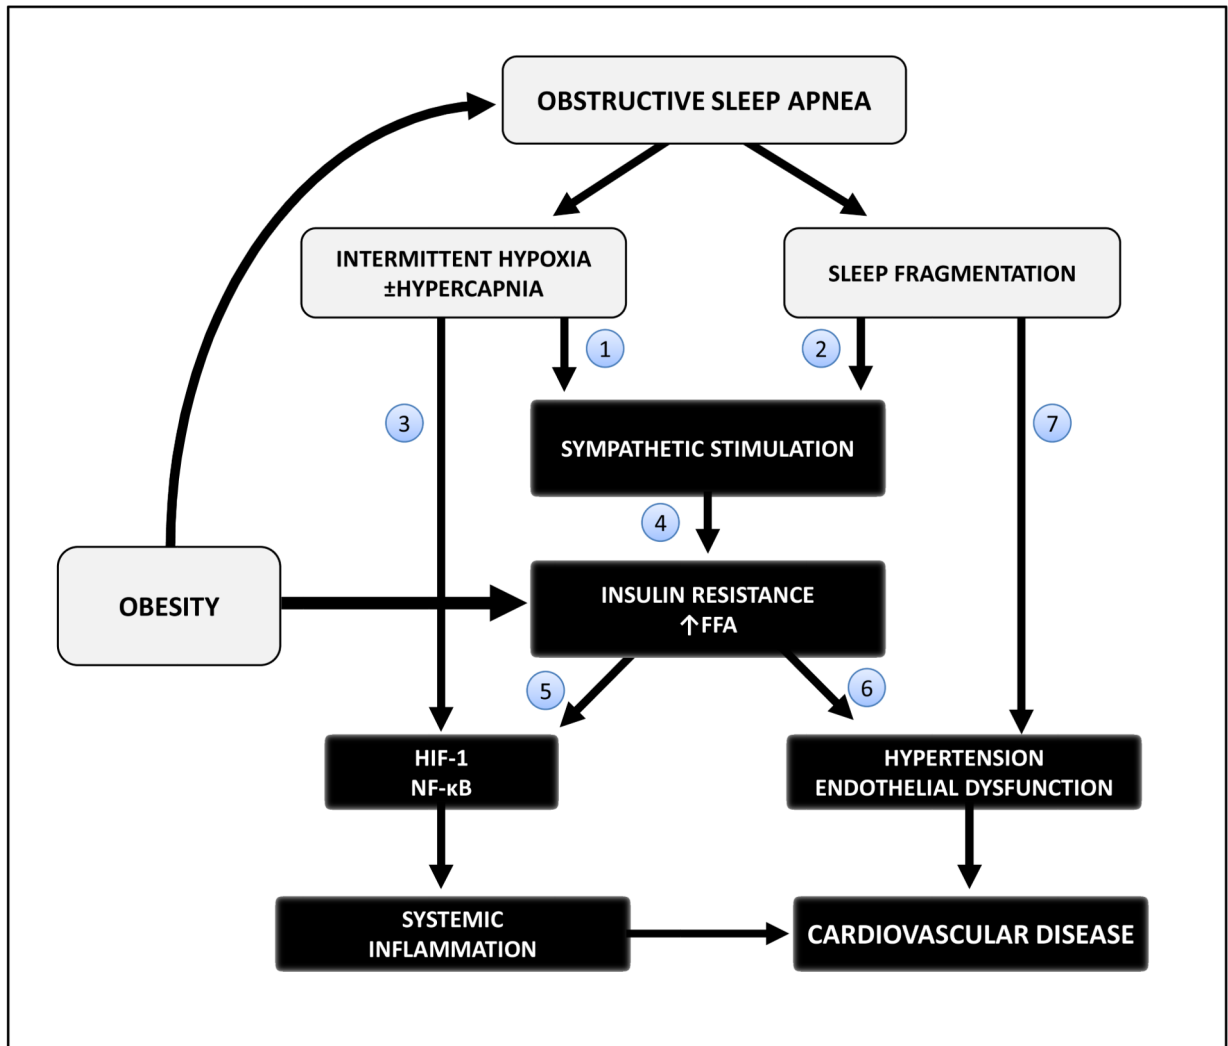 OBSTRUCTIVE SLEEP APNEA
INTERMITTENT HYPOXIA
±HYPERCAPNIA
SLEEP FRAGMENTATION
1
2
3
7
SYMPATHETIC STIMULATION
4
OBESITY
INSULIN RESISTANCE
↑FFA
5
6
HIF-1
NF-κB
HYPERTENSION
ENDOTHELIAL DYSFUNCTION
SYSTEMIC
INFLAMMATION
CARDIOVASCULAR DISEASE